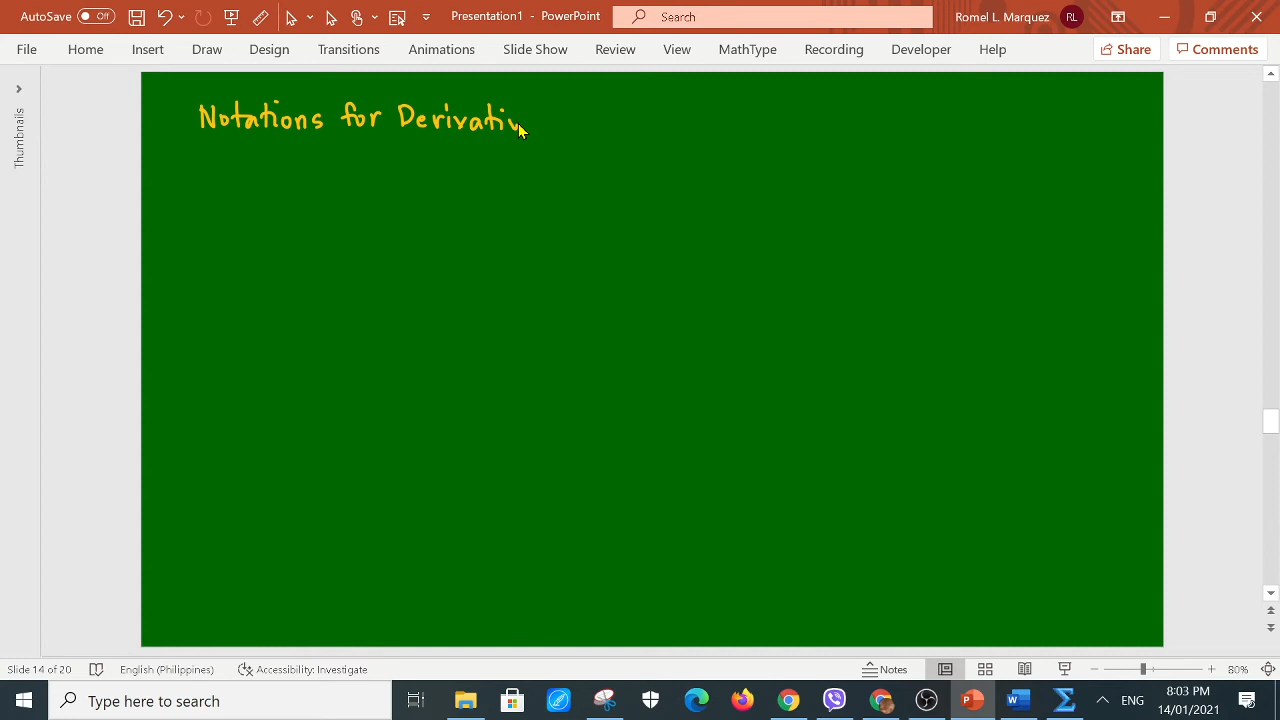 AutoSave Off Presentation1 - PowerPoint Search Romel L. Marquez RL
File Home Insert Draw Design Transitions Animations Slide Show Review View MathType Recording Developer Help Share Comments
Thumbnails
Notations for Derivativ
Slide 14 of 20 English (Philippines) Accessibility: Investigate Notes 80%
Type here to search ENG 8:03 PM
14/01/2021